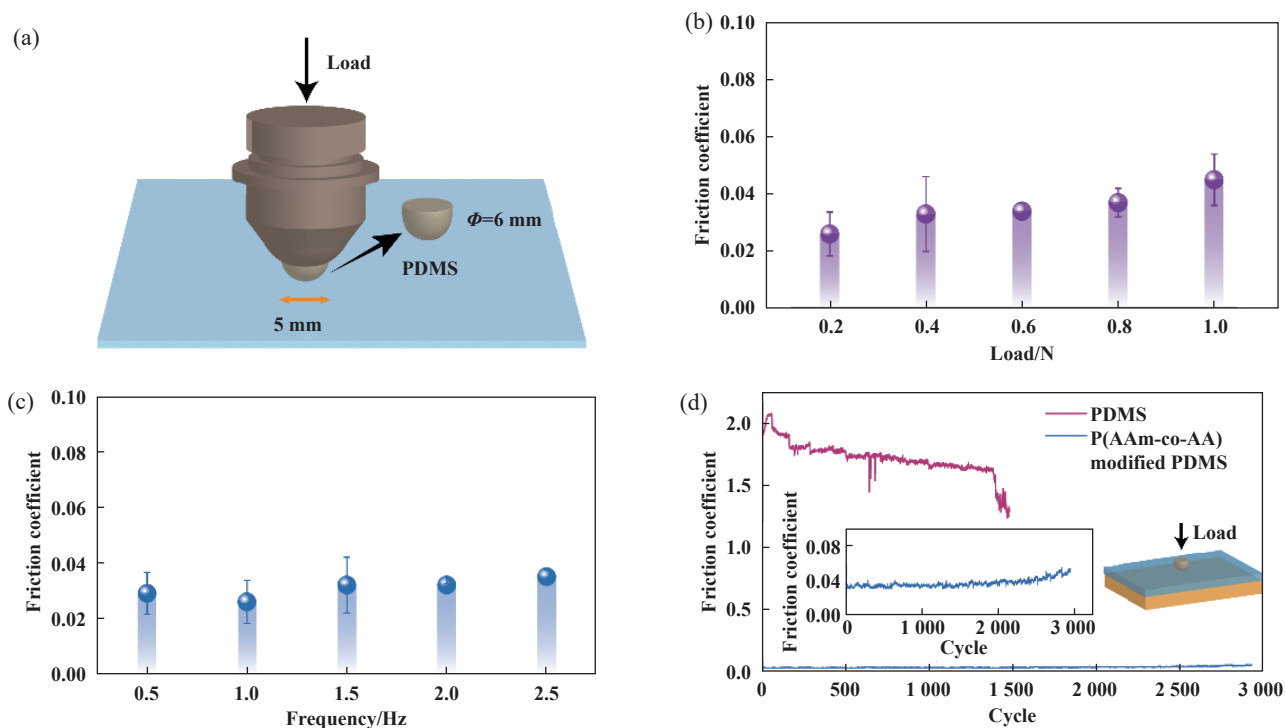 (a)
Load
Φ=6 mm
PDMS
5 mm
(b)
Friction coefficient
0.10
0.08
0.06
0.04
0.02
0.00
0.2 0.4 0.6 0.8 1.0
Load/N
(c)
Friction coefficient
0.10
0.08
0.06
0.04
0.02
0.00
0.5 1.0 1.5 2.0 2.5
Frequency/Hz
(d)
Friction coefficient
2.0
1.5
1.0
0.5
0.0
PDMS
P(AAm-co-AA)
modified PDMS
Load
Friction coefficient
0.08
0.04
0.00
0 1 000 2 000 3 000
Cycle
0 500 1 000 1 500 2 000 2 500 3 000
Cycle